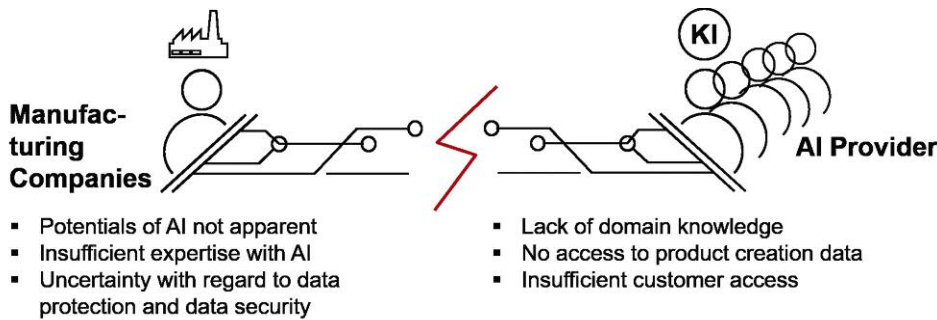 KI
Manufac-
turing
Companies
AI Provider
▪ Potentials of AI not apparent
▪ Insufficient expertise with AI
▪ Uncertainty with regard to data
protection and data security
▪ Lack of domain knowledge
▪ No access to product creation data
▪ Insufficient customer access